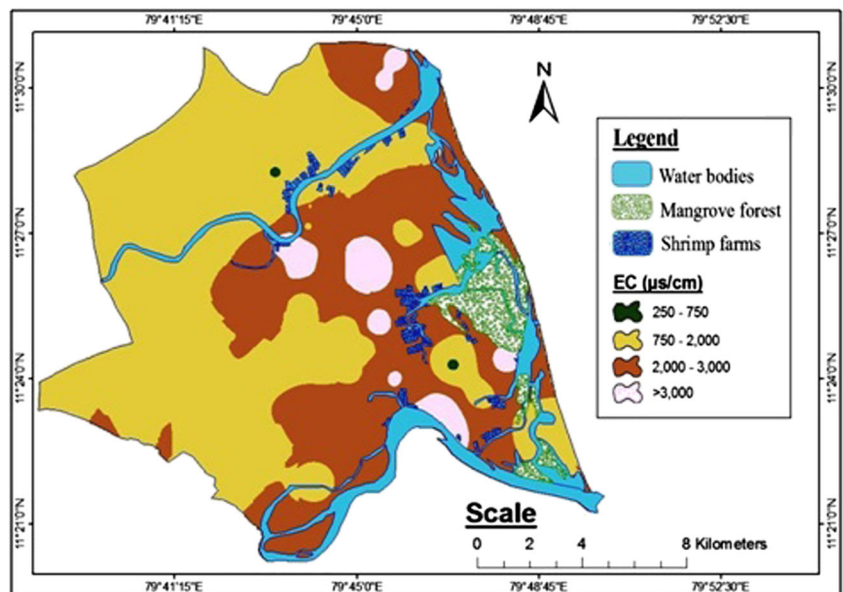 79°41'15"E 79°45'0"E 79°48'45"E 79°52'30"E
11°30'0"N 11°30'0"N
11°27'0"N 11°27'0"N
11°24'0"N 11°24'0"N
11°21'0"N 11°21'0"N
N
Legend
Water bodies
Mangrove forest
Shrimp farms
EC (µs/cm)
250 - 750
750 - 2,000
2,000 - 3,000
>3,000
Scale
0 2 4 8 Kilometers
79°41'15"E 79°45'0"E 79°48'45"E 79°52'30"E